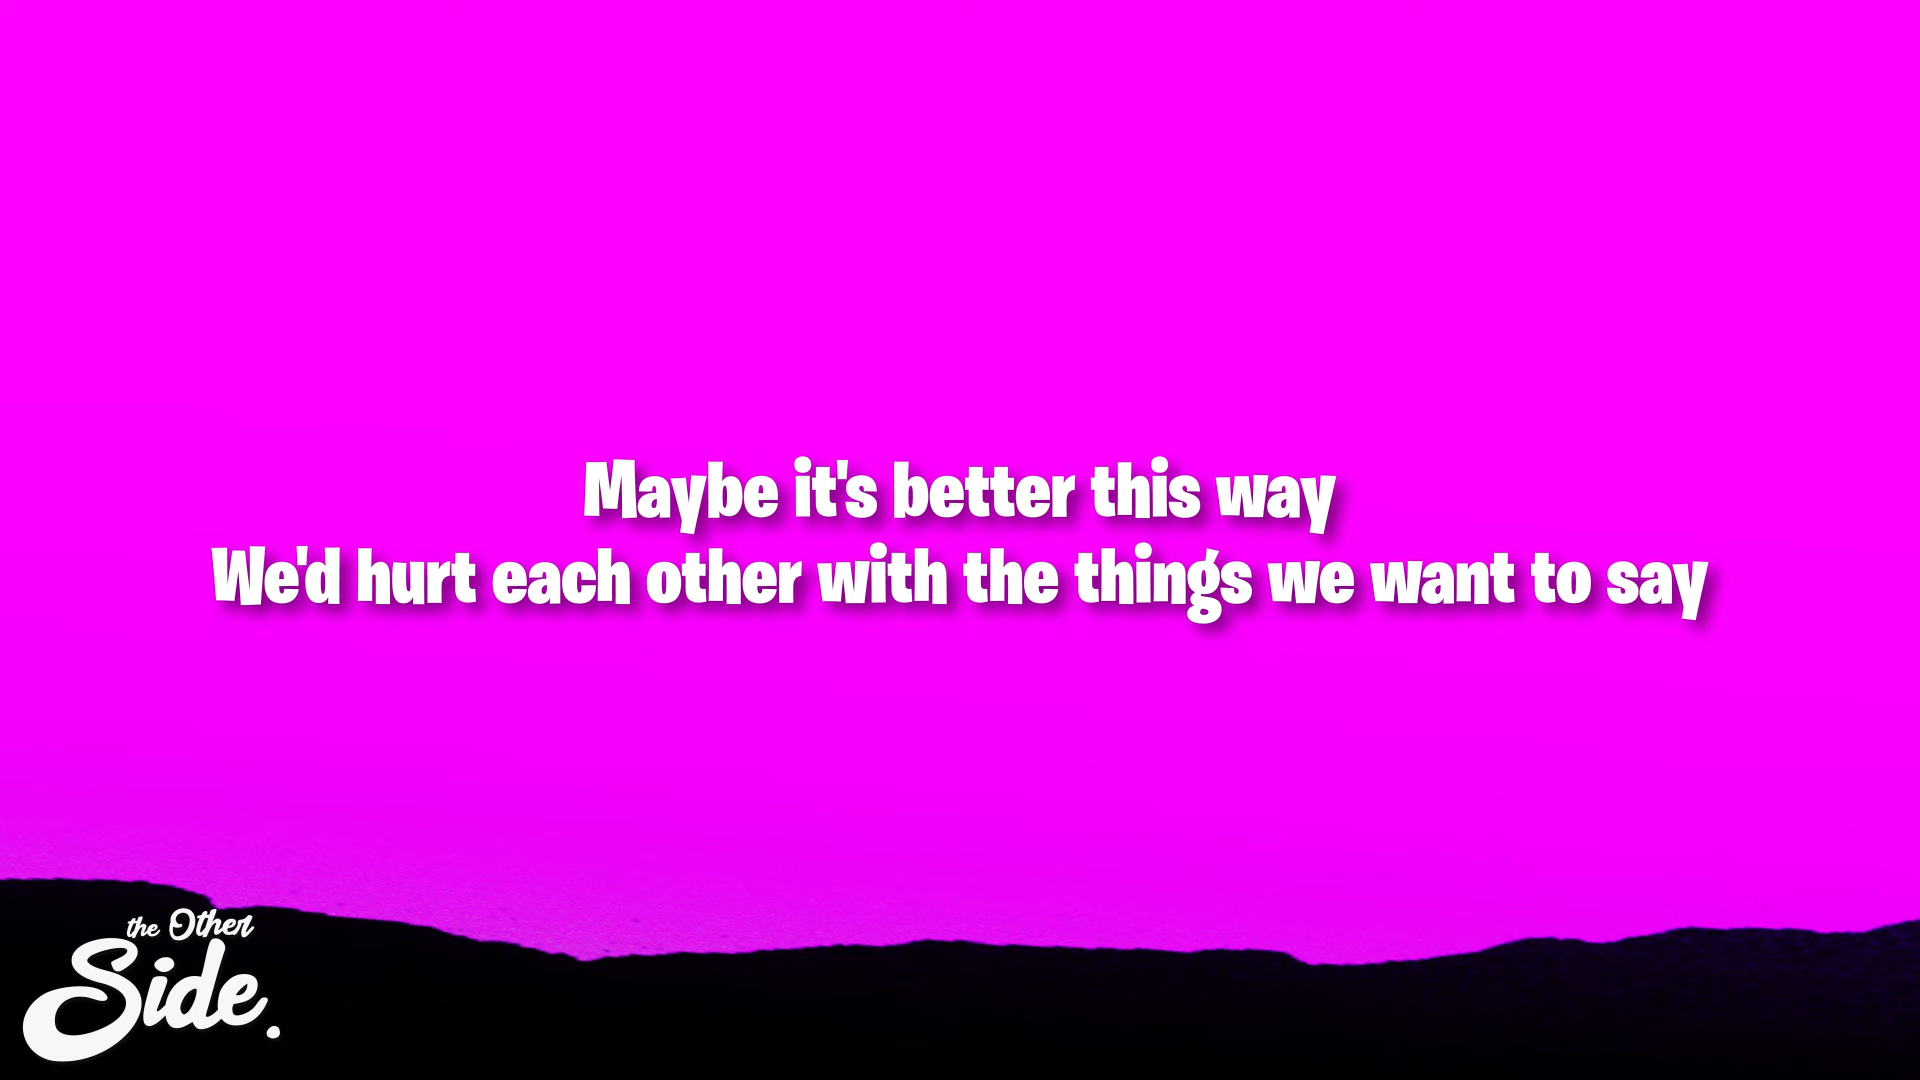 Maybe it's better this way
We'd hurt each other with the things we want to say
the Other
Side.